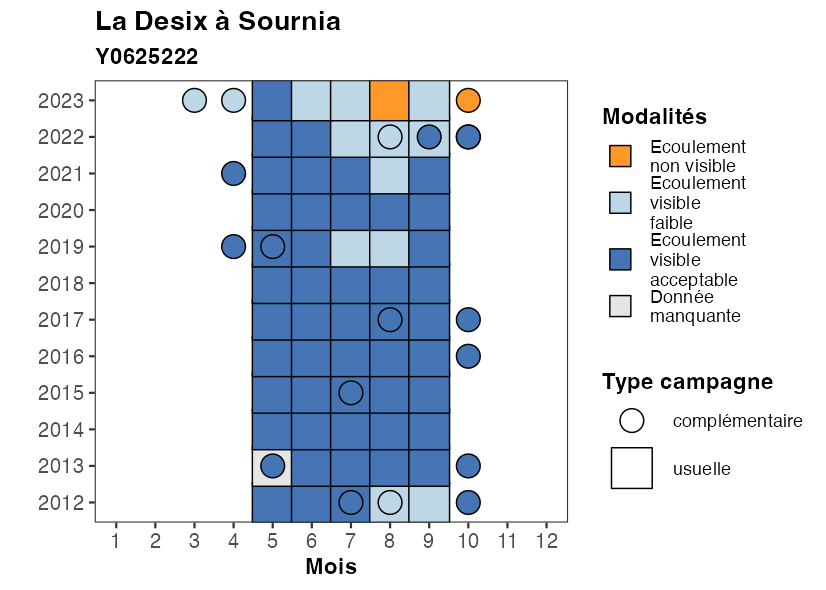 La Desix à Sournia
Y0625222
2023
2022
2021
2020
2019
2018
2017
2016
2015
2014
2013
2012
1 2 3 4 5 6 7 8 9 10 11 12
Mois
Modalités
Ecoulement
non visible
Ecoulement
visible
faible
Ecoulement
visible
acceptable
Donnée
manquante
Type campagne
complémentaire
usuelle